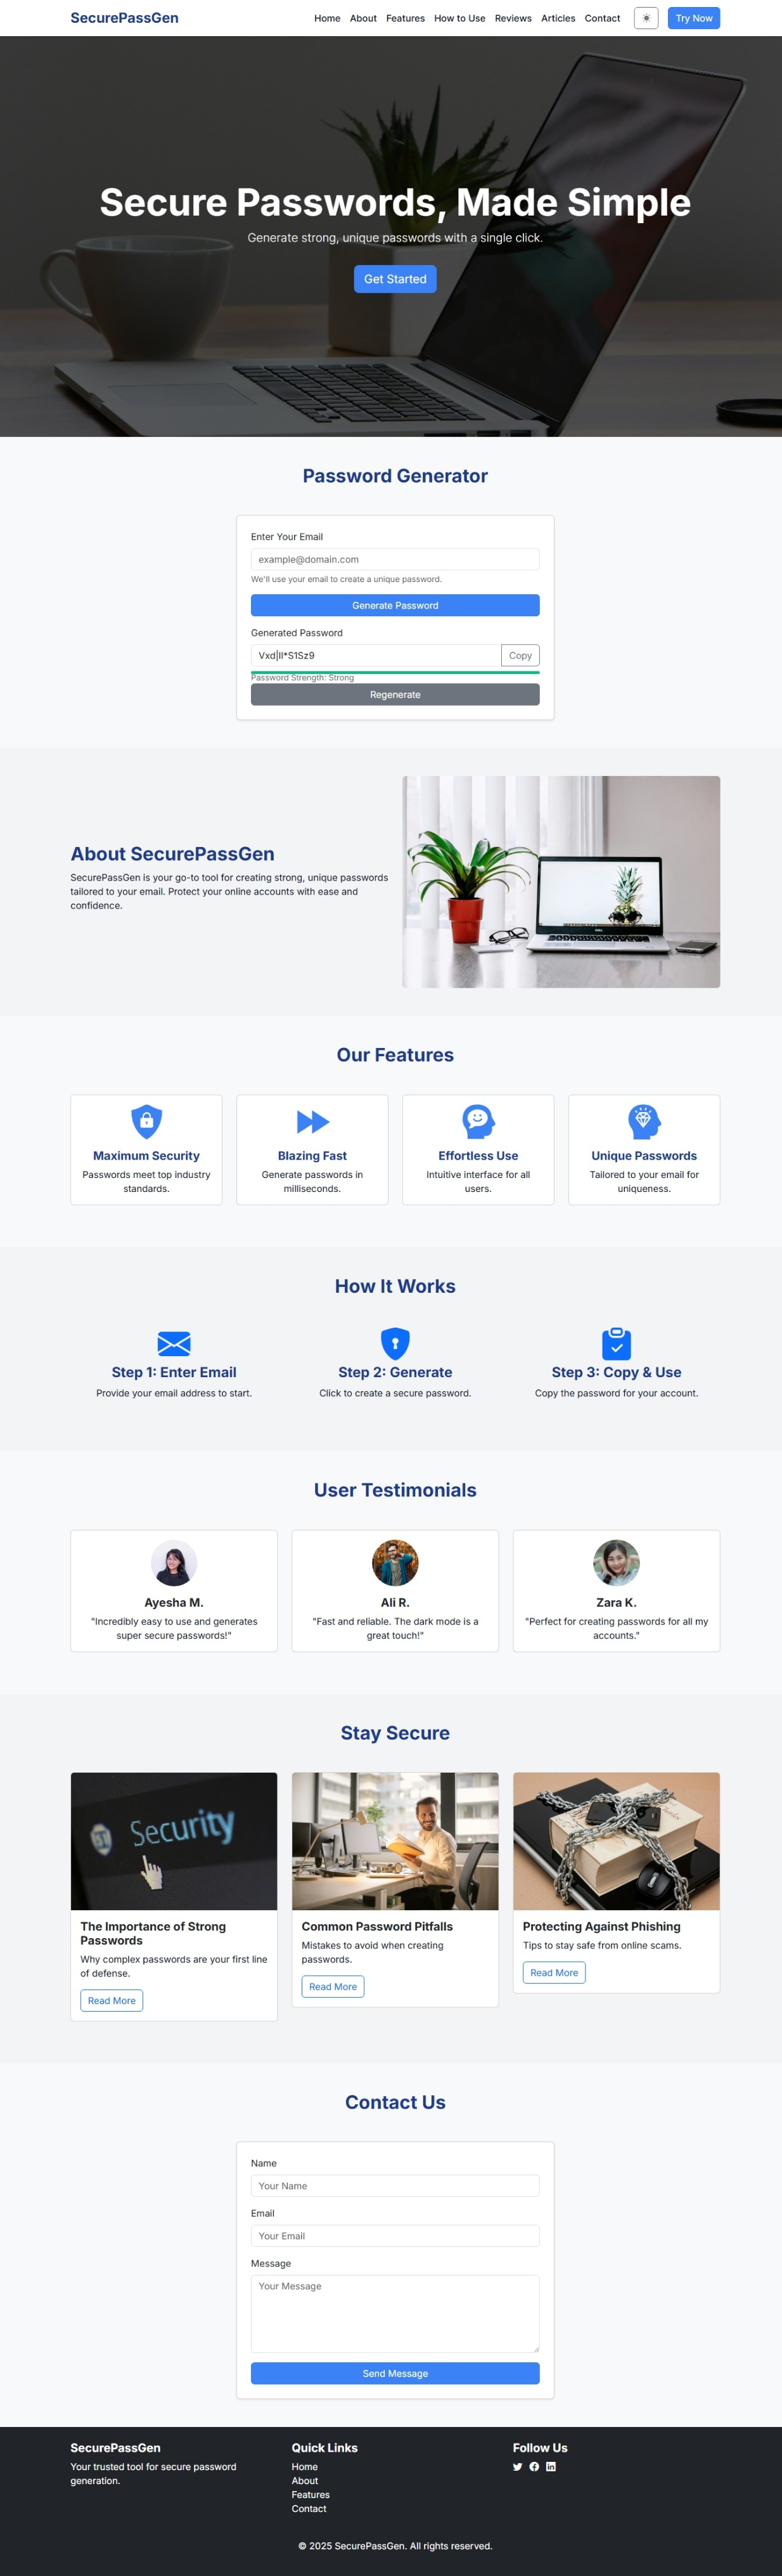 SecurePassGen
Home About Features How to Use Reviews Articles Contact Try Now
Secure Passwords, Made Simple
Generate strong, unique passwords with a single click.
Get Started
Password Generator
Enter Your Email
example@domain.com
We'll use your email to create a unique password.
Generate Password
Generated Password
Copy
Password Strength: Strong
Regenerate
About SecurePassGen
SecurePassGen is your go-to tool for creating strong, unique passwords
tailored to your email. Protect your online accounts with ease and
confidence.
Our Features
Maximum Security
Passwords meet top industry
standards.
Blazing Fast
Generate passwords in
milliseconds.
Effortless Use
Intuitive interface for all
users.
Unique Passwords
Tailored to your email for
uniqueness.
How It Works
Step 1: Enter Email
Provide your email address to start.
Step 2: Generate
Click to create a secure password.
Step 3: Copy & Use
Copy the password for your account.
User Testimonials
Ayesha M.
"Incredibly easy to use and generates
super secure passwords!"
Ali R.
"Fast and reliable. The dark mode is a
great touch!"
Zara K.
"Perfect for creating passwords for all my
accounts."
Stay Secure
Security
The Importance of Strong
Passwords
Why complex passwords are your first line
of defense.
Read More
Common Password Pitfalls
Mistakes to avoid when creating
passwords.
Read More
Protecting Against Phishing
Tips to stay safe from online scams.
Read More
Contact Us
Name
Your Name
Email
Your Email
Message
Your Message
Send Message
SecurePassGen
Your trusted tool for secure password
generation.
Quick Links
Home
About
Features
Contact
Follow Us
© 2025 SecurePassGen. All rights reserved.